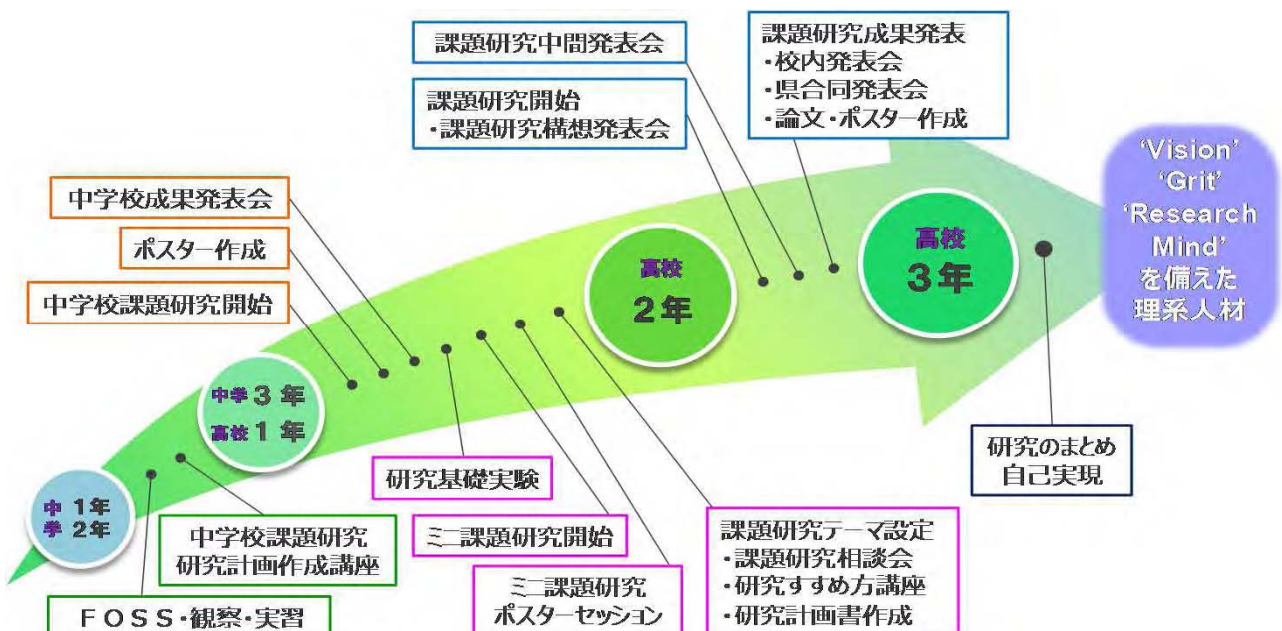 課題研究中間発表会
課題研究開始
・課題研究構想発表会
課題研究成果発表
・校内発表会
・県合同発表会
・論文・ポスター作成
中学校成果発表会
ポスター作成
中学校課題研究開始
'Vision'
'Grit'
'Research
Mind'
を備えた
理系人材
高校
3年
高校
2年
中学 3 年
高校 1 年
中 1年
学 2年
研究基礎実験
ミニ課題研究開始
ミニ課題研究
ポスターセッション
課題研究テーマ設定
・課題研究相談会
・研究すすめ方講座
・研究計画書作成
研究のまとめ
自己実現
中学校課題研究
研究計画作成講座
FOSS・観察・実習